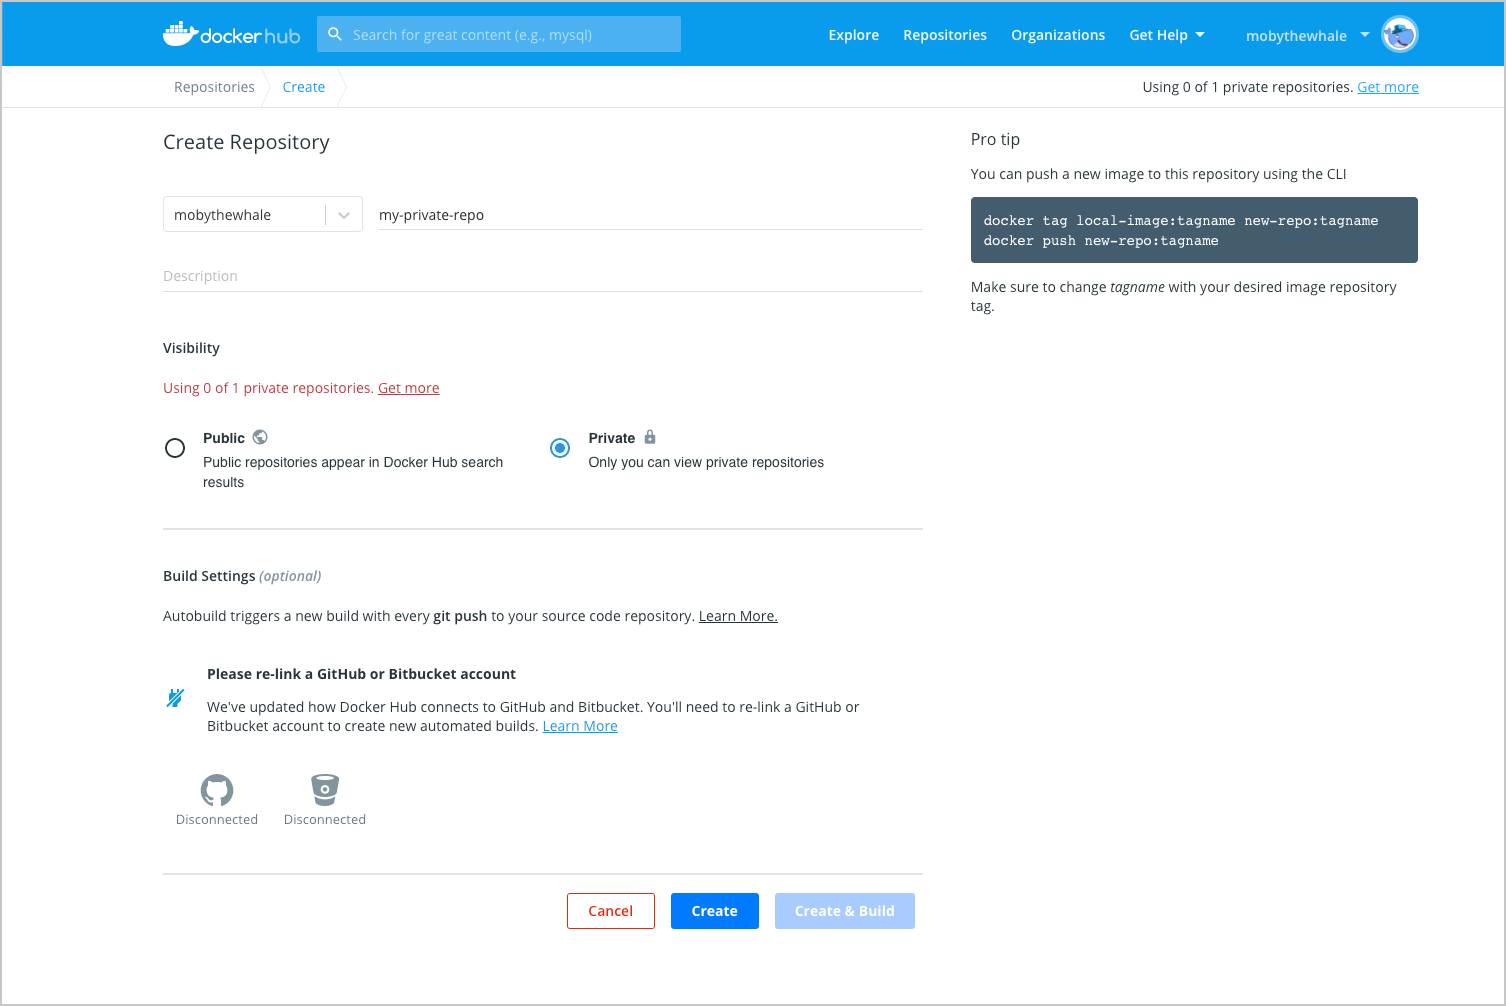 dockerhub
Search for great content (e.g., mysql)
Explore
Repositories
Organizations
Get Help
mobythewhale
Repositories
Create
Using 0 of 1 private repositories. Get more
Create Repository
mobythewhale
my-private-repo
Description
Visibility
Using 0 of 1 private repositories. Get more
Public
Public repositories appear in Docker Hub search
results
Private
Only you can view private repositories
Build Settings (optional)
Autobuild triggers a new build with every git push to your source code repository. Learn More.
Please re-link a GitHub or Bitbucket account
We've updated how Docker Hub connects to GitHub and Bitbucket. You'll need to re-link a GitHub or
Bitbucket account to create new automated builds. Learn More
Disconnected
Disconnected
Cancel
Create
Create & Build
Pro tip
You can push a new image to this repository using the CLI
docker tag local-image:tagname new-repo:tagname
docker push new-repo:tagname
Make sure to change tagname with your desired image repository
tag.